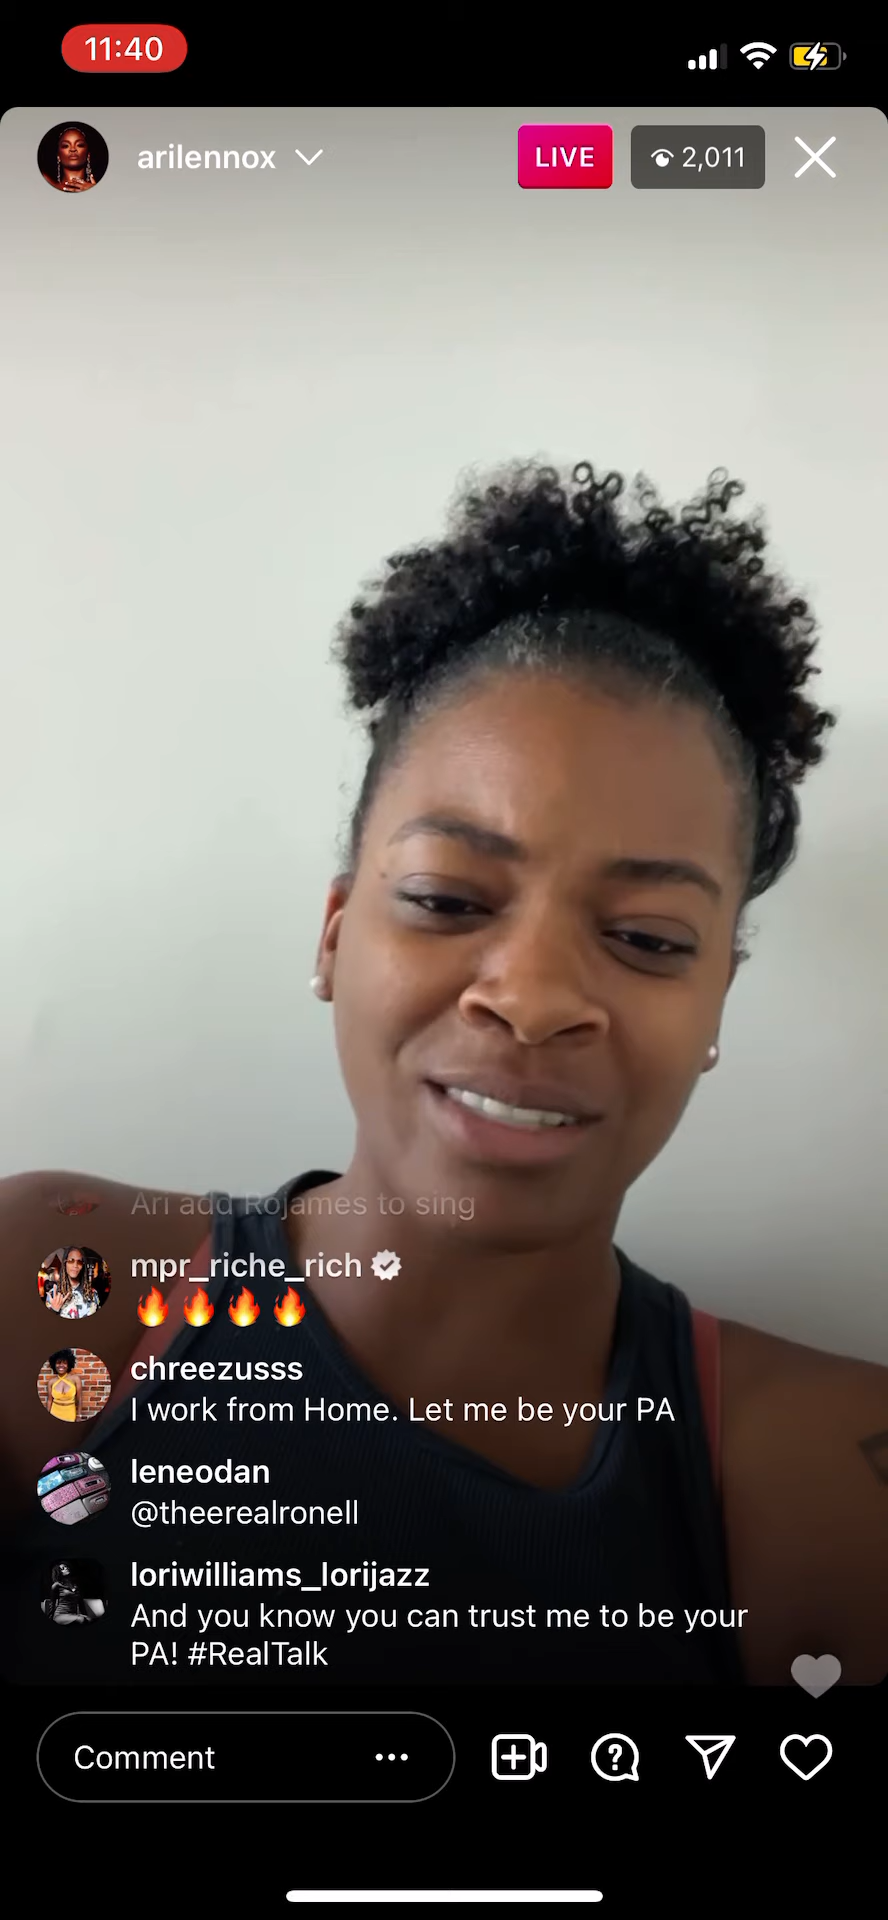 11:40
arilennox
LIVE
2,011
Ari add Rojames to sing
mpr_riche_rich
🔥🔥🔥🔥
chreezusss
I work from Home. Let me be your PA
leneodan
@theerealronell
loriwilliams_lorijazz
And you know you can trust me to be your
PA! #RealTalk
Comment